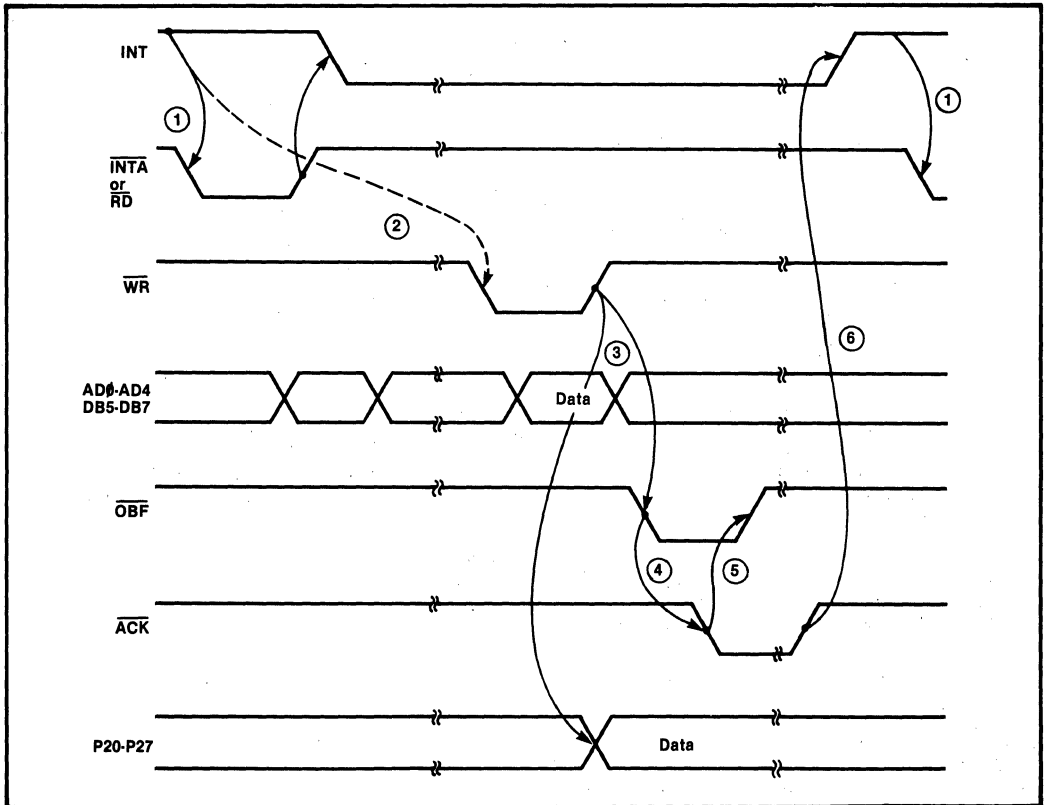 INT
①
①
INTA
or
RD
②
WR
③
⑥
AD0-AD4
DB5-DB7
Data
OBF
④
⑤
ACK
P20-P27
Data